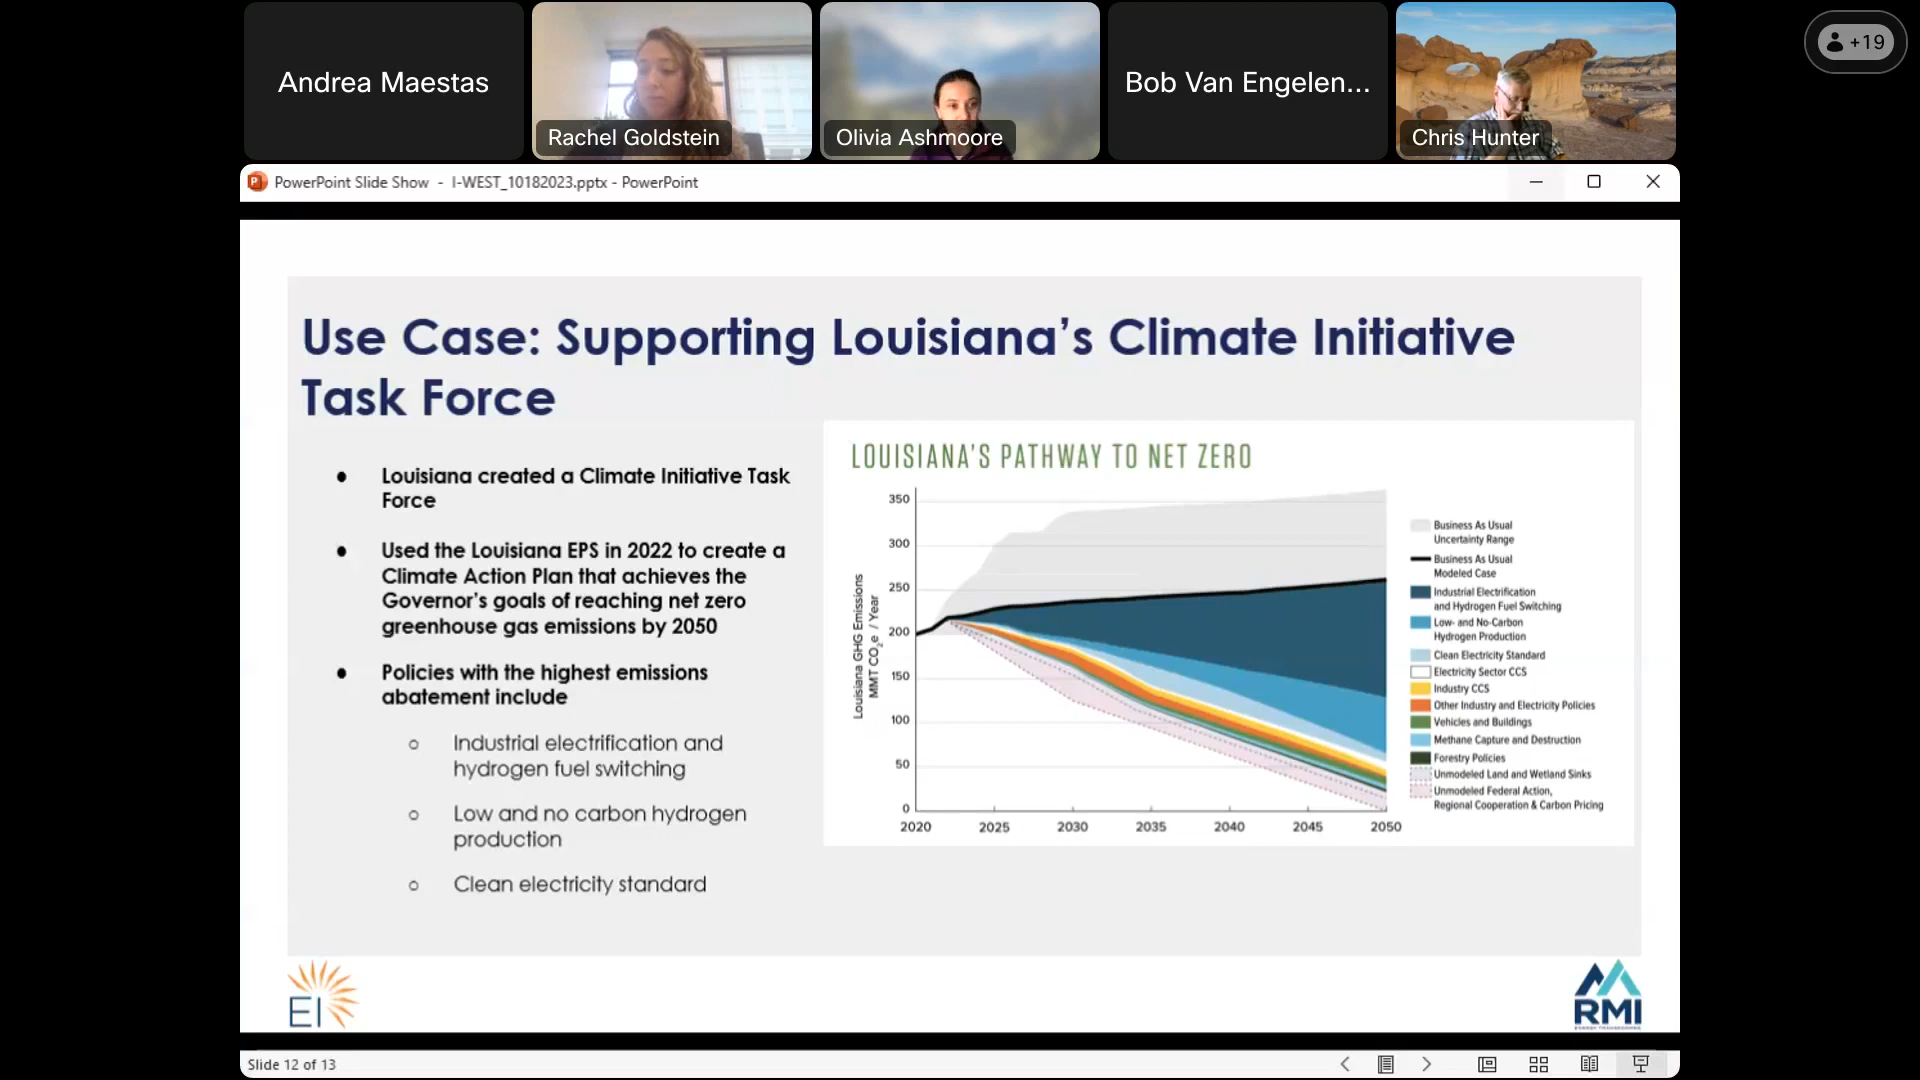 Andrea Maestas
Rachel Goldstein
Olivia Ashmoore
Bob Van Engelen...
Chris Hunter
+19
PowerPoint Slide Show - I-WEST_10182023.pptx - PowerPoint
Use Case: Supporting Louisiana's Climate Initiative
Task Force
Louisiana created a Climate Initiative Task
Force
Used the Louisiana EPS in 2022 to create a
Climate Action Plan that achieves the
Governor's goals of reaching net zero
greenhouse gas emissions by 2050
Policies with the highest emissions
abatement include
Industrial electrification and
hydrogen fuel switching
Low and no carbon hydrogen
production
Clean electricity standard
LOUISIANA'S PATHWAY TO NET ZERO
Louisiana GHG Emissions
MMT CO2e / Year
350
300
250
200
150
100
50
0
2020 2025 2030 2035 2040 2045 2050
Business As Usual
Uncertainty Range
Business As Usual
Modeled Case
Industrial Electrification
and Hydrogen Fuel Switching
Low- and No-Carbon
Hydrogen Production
Clean Electricity Standard
Electricity Sector CCS
Industry CCS
Other Industry and Electricity Policies
Vehicles and Buildings
Methane Capture and Destruction
Forestry Policies
Unmodeled Land and Wetland Sinks
Unmodeled Federal Action,
Regional Cooperation & Carbon Pricing
EI
RMI
Slide 12 of 13